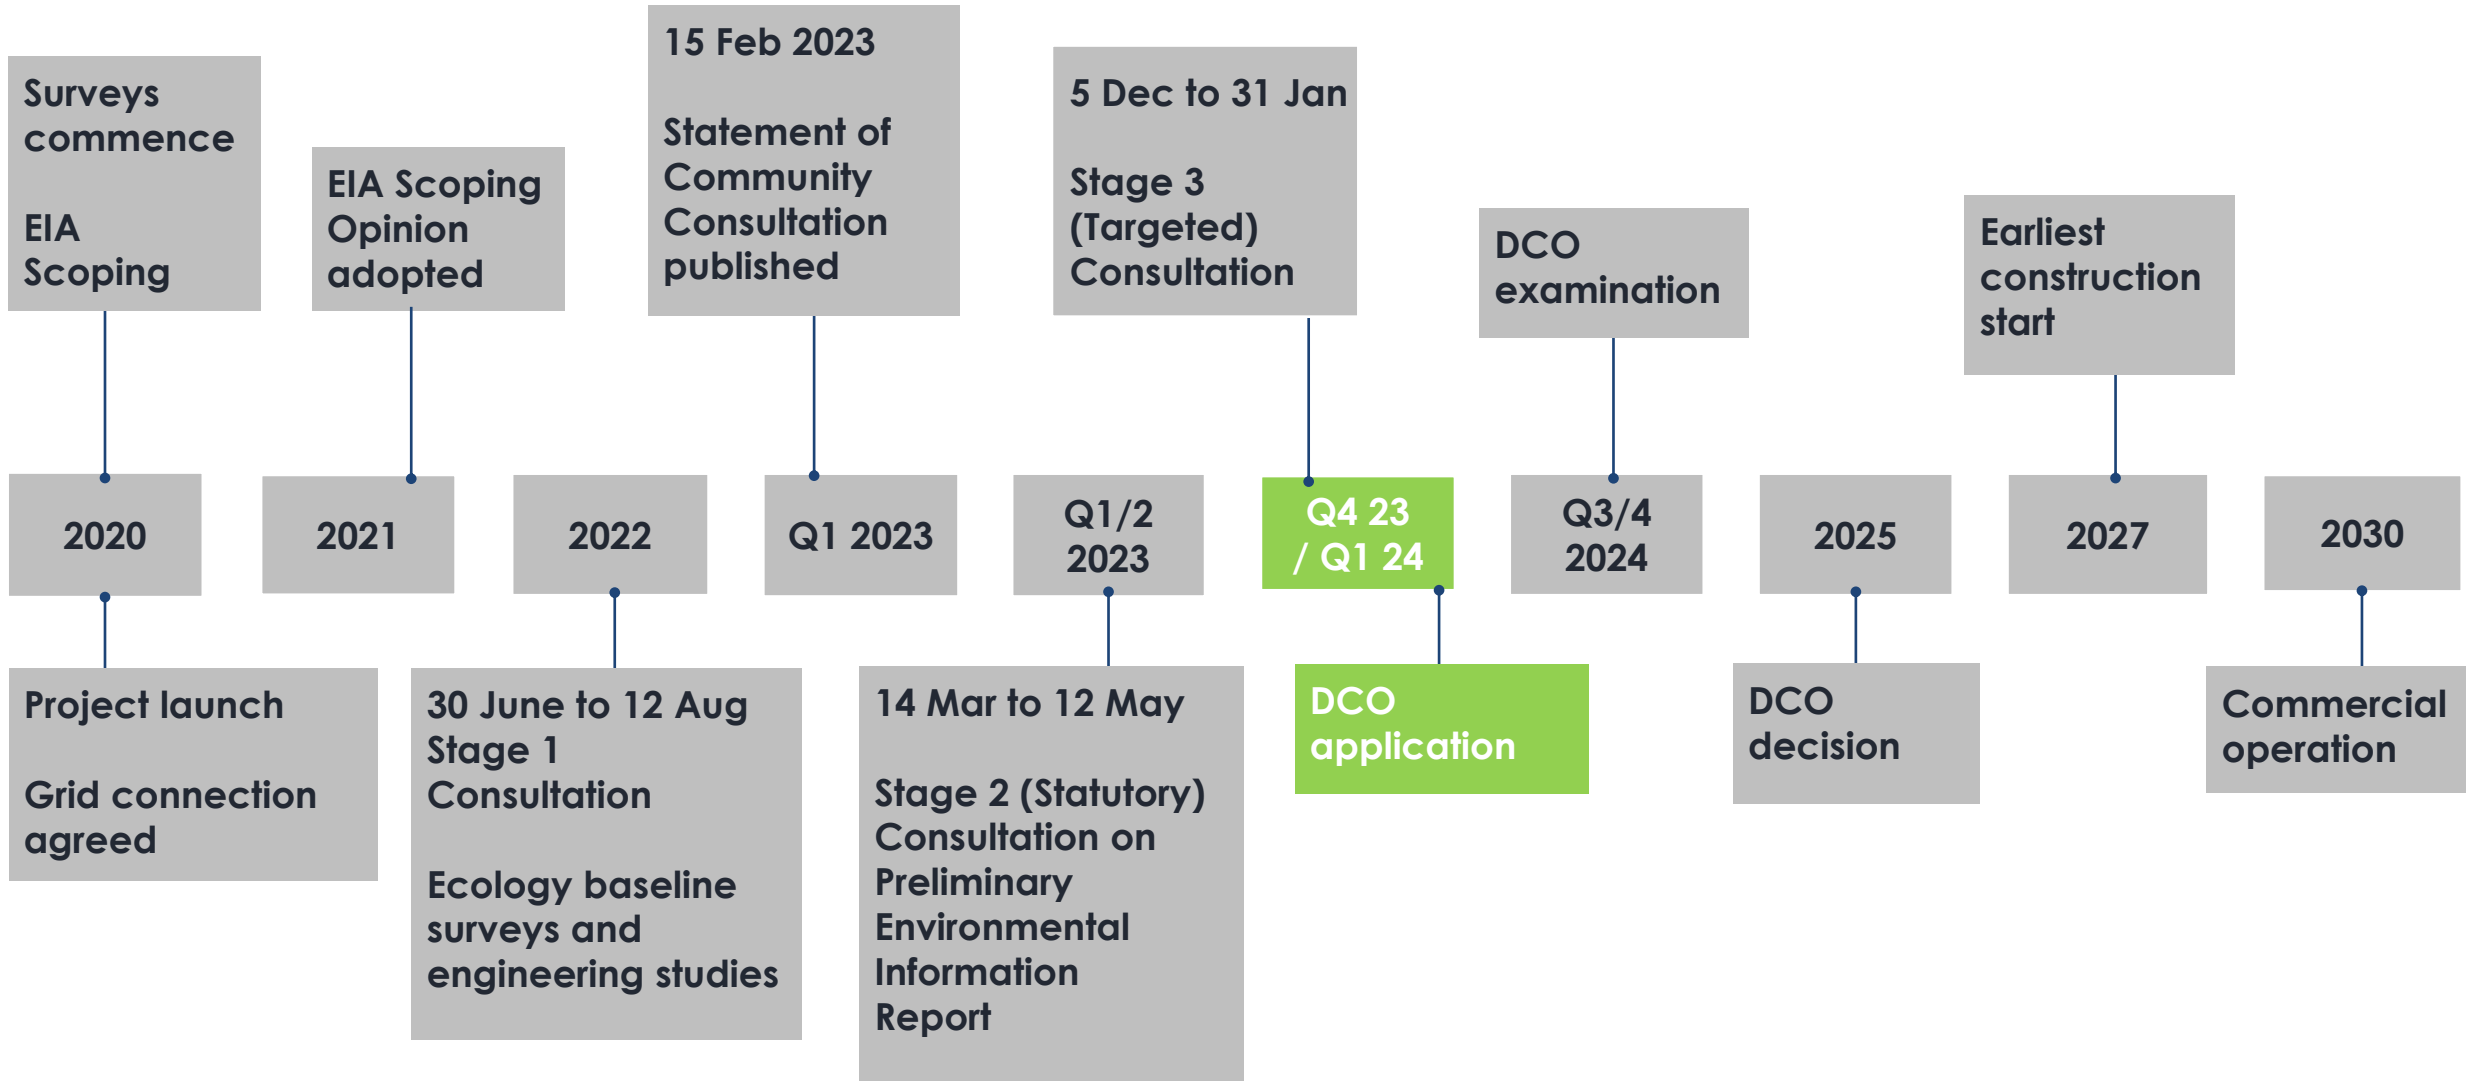 Surveys
commence
EIA
Scoping
EIA Scoping
Opinion
adopted
15 Feb 2023
Statement of
Community
Consultation
published
5 Dec to 31 Jan
Stage 3
(Targeted)
Consultation
DCO
examination
Earliest
construction
start
2020
2021
2022
Q1 2023
Q1/2
2023
Q4 23
/ Q1 24
Q3/4
2024
2025
2027
2030
Project launch
Grid connection
agreed
30 June to 12 Aug
Stage 1
Consultation
Ecology baseline
surveys and
engineering studies
14 Mar to 12 May
Stage 2 (Statutory)
Consultation on
Preliminary
Environmental
Information
Report
DCO
application
DCO
decision
Commercial
operation